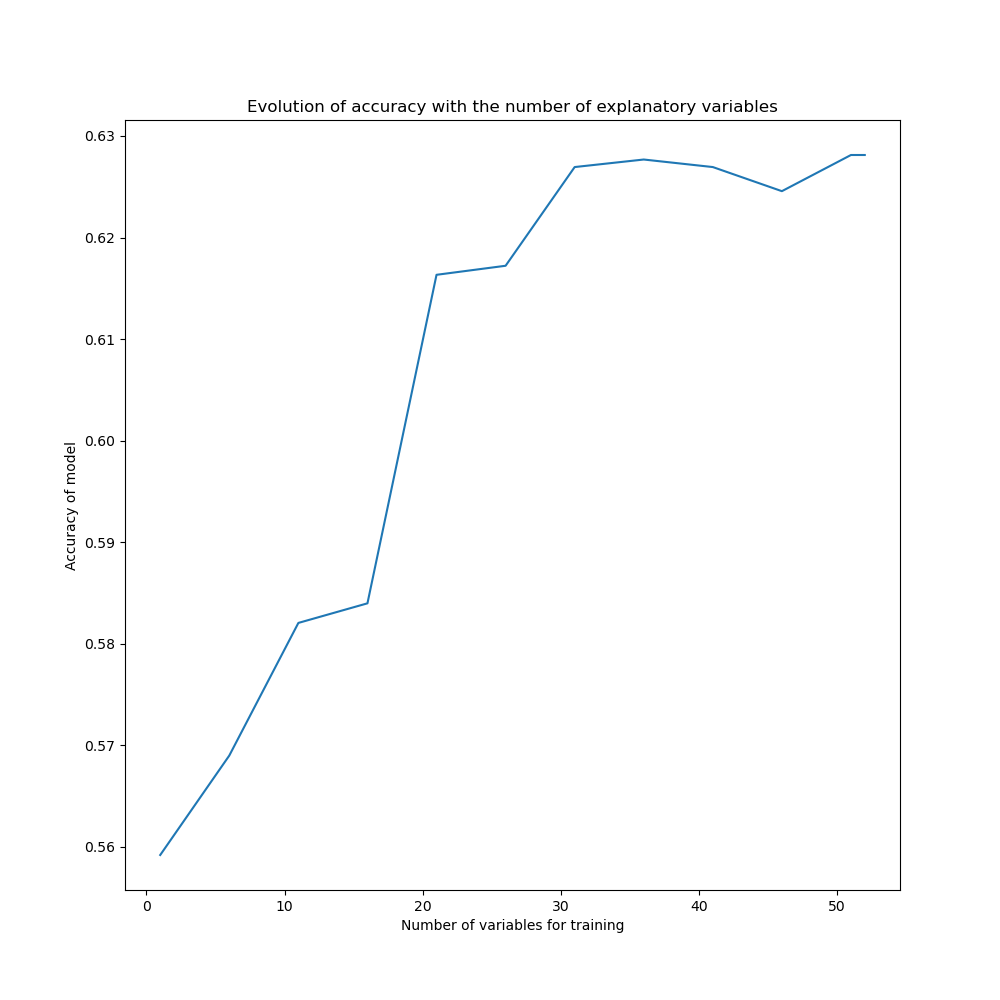 Evolution of accuracy with the number of explanatory variables
0.63
0.62
0.61
0.60
0.59
0.58
0.57
0.56
Accuracy of model
0 10 20 30 40 50
Number of variables for training